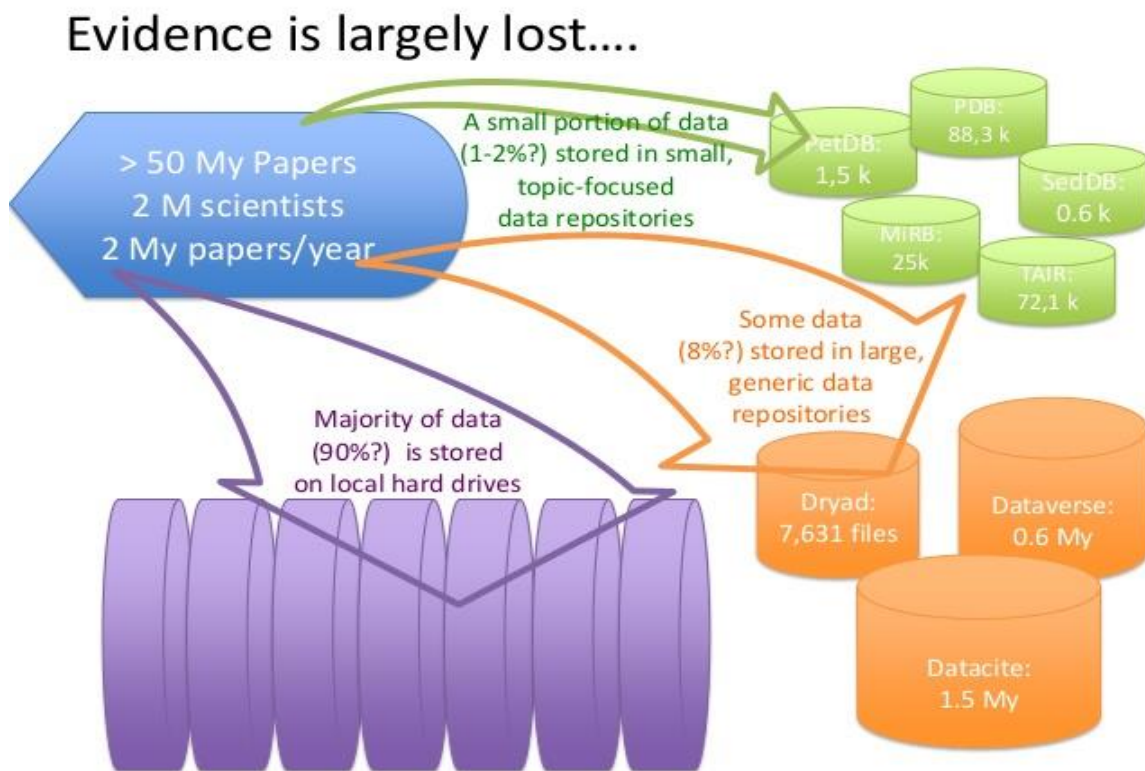 Evidence is largely lost....
> 50 My Papers
2 M scientists
2 My papers/year
A small portion of data
(1-2%?) stored in small,
topic-focused
data repositories
PetDB:
1,5 k
PDB:
88,3 k
SedDB:
0.6 k
MiRB:
25k
TAIR:
72,1 k
Some data
(8%?) stored in large,
generic data
repositories
Majority of data
(90%?) is stored
on local hard drives
Dryad:
7,631 files
Dataverse:
0.6 My
Datacite:
1.5 My